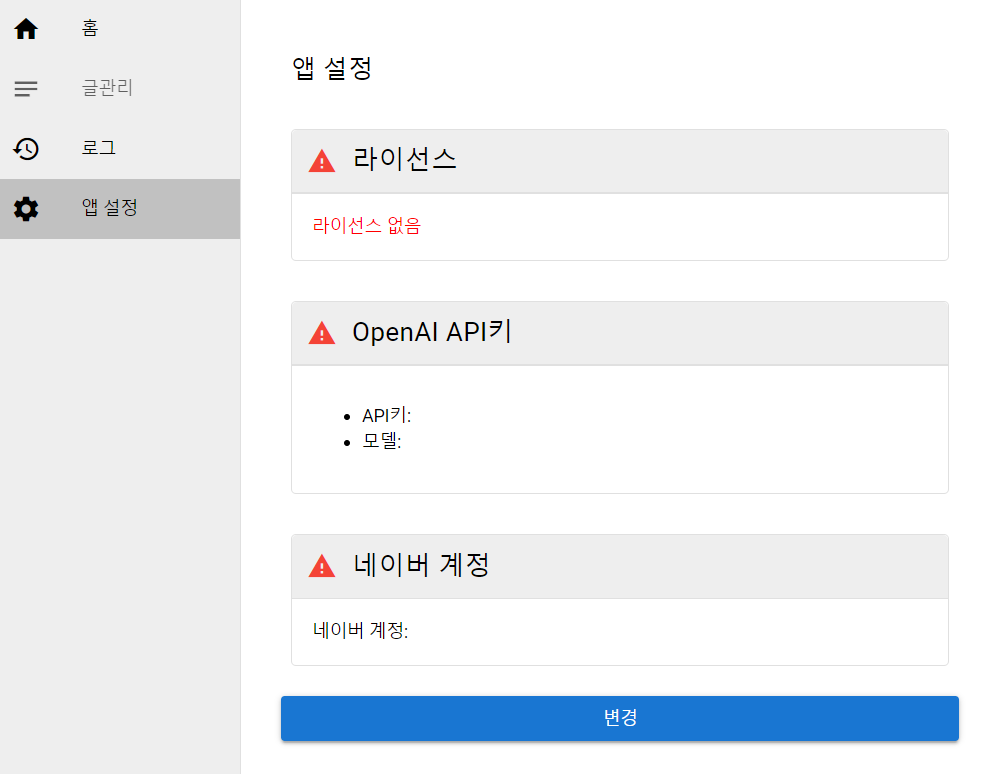 홈
글관리
로그
앱 설정
앱 설정
라이선스
라이선스 없음
OpenAI API키
API키:
모델:
네이버 계정
네이버 계정:
변경